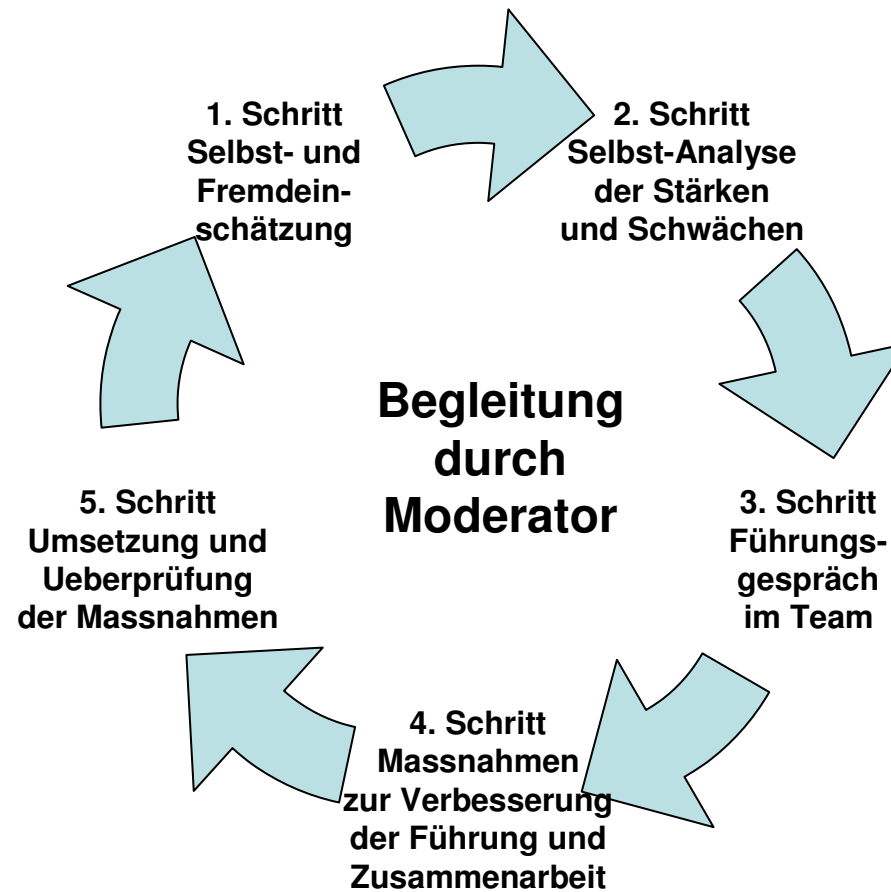 1. Schritt
Selbst- und
Fremdein-
schätzung
2. Schritt
Selbst-Analyse
der Stärken
und Schwächen
3. Schritt
Führungs-
gespräch
im Team
4. Schritt
Massnahmen
zur Verbesserung
der Führung und
Zusammenarbeit
5. Schritt
Umsetzung und
Ueberprüfung
der Massnahmen
Begleitung
durch
Moderator